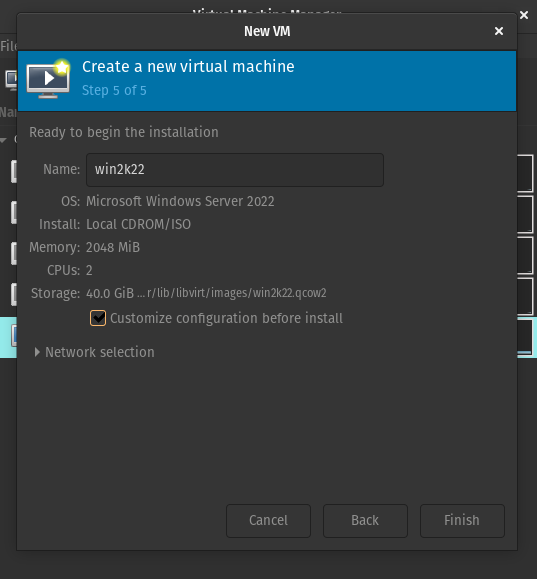 Virtual Machine Manager
New VM
File
Create a new virtual machine
Step 5 of 5
Ready to begin the installation
Name: win2k22
OS: Microsoft Windows Server 2022
Install: Local CDROM/ISO
Memory: 2048 MiB
CPUs: 2
Storage: 40.0 GiB ...r/lib/libvirt/images/win2k22.qcow2
Customize configuration before install
Network selection
Cancel Back Finish